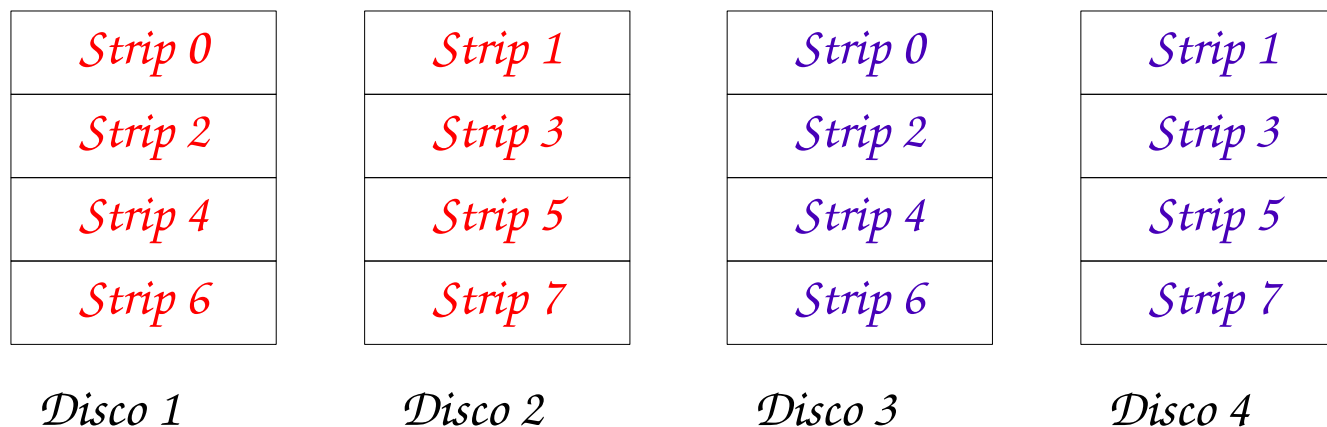 Strip 0 Strip 1 Strip 0 Strip 1
Strip 2 Strip 3 Strip 2 Strip 3
Strip 4 Strip 5 Strip 4 Strip 5
Strip 6 Strip 7 Strip 6 Strip 7
Disco 1 Disco 2 Disco 3 Disco 4